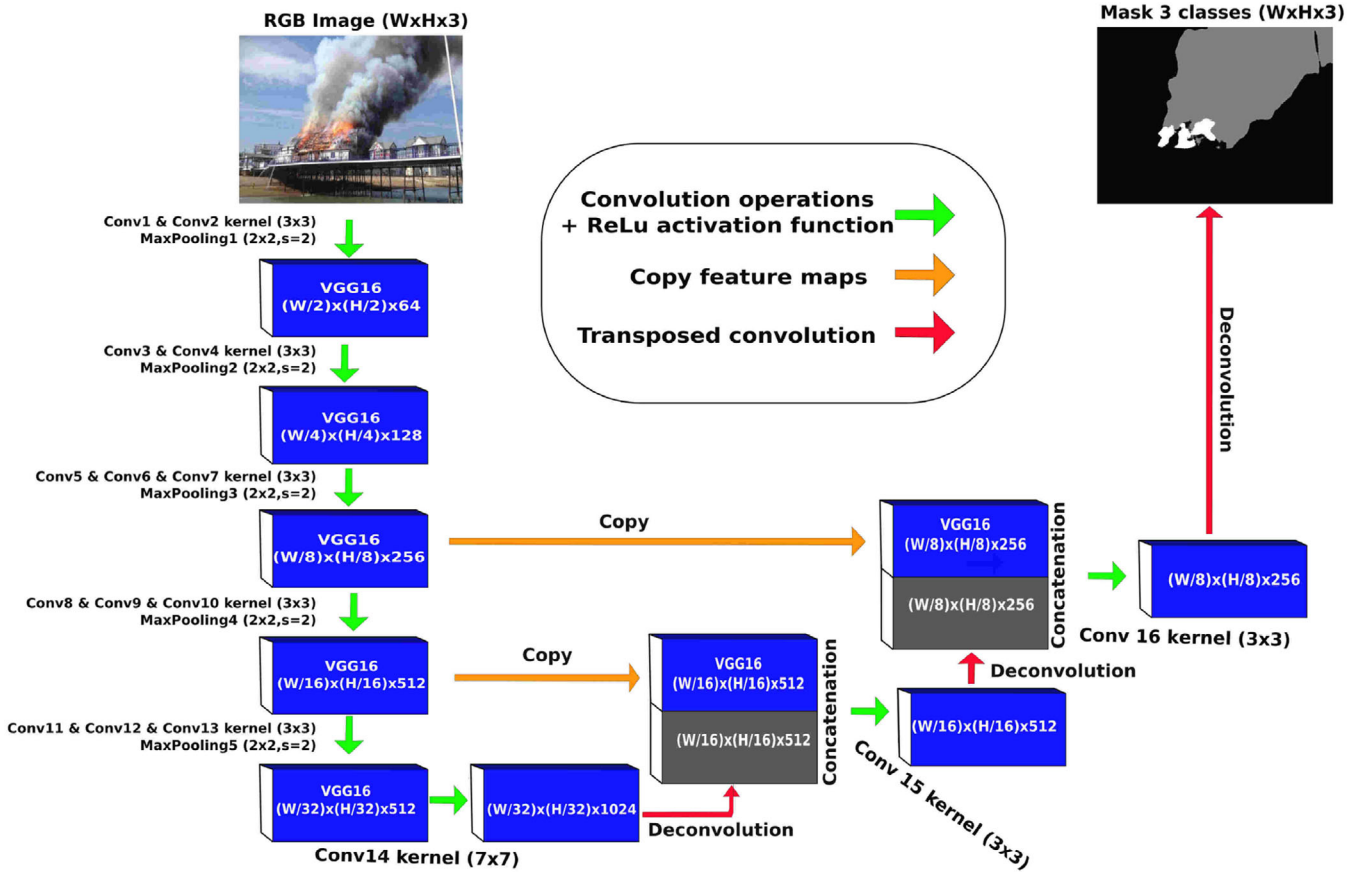 RGB Image (WxHx3)
Mask 3 classes (WxHx3)
Conv1 & Conv2 kernel (3x3)
MaxPooling1 (2x2,s=2)
VGG16
(W/2)x(H/2)x64
Conv3 & Conv4 kernel (3x3)
MaxPooling2 (2x2,s=2)
VGG16
(W/4)x(H/4)x128
Conv5 & Conv6 & Conv7 kernel (3x3)
MaxPooling3 (2x2,s=2)
VGG16
(W/8)x(H/8)x256
Conv8 & Conv9 & Conv10 kernel (3x3)
MaxPooling4 (2x2,s=2)
VGG16
(W/16)x(H/16)x512
Conv11 & Conv12 & Conv13 kernel (3x3)
MaxPooling5 (2x2,s=2)
VGG16
(W/32)x(H/32)x512
Conv14 kernel (7x7)
(W/32)x(H/32)x1024
Deconvolution
Convolution operations
+ ReLu activation function
Copy feature maps
Transposed convolution
Copy
Copy
VGG16
(W/16)x(H/16)x512
(W/16)x(H/16)x512
Concatenation
Conv 15 kernel (3x3)
(W/16)x(H/16)x512
Deconvolution
VGG16
(W/8)x(H/8)x256
(W/8)x(H/8)x256
Concatenation
Conv 16 kernel (3x3)
(W/8)x(H/8)x256
Deconvolution